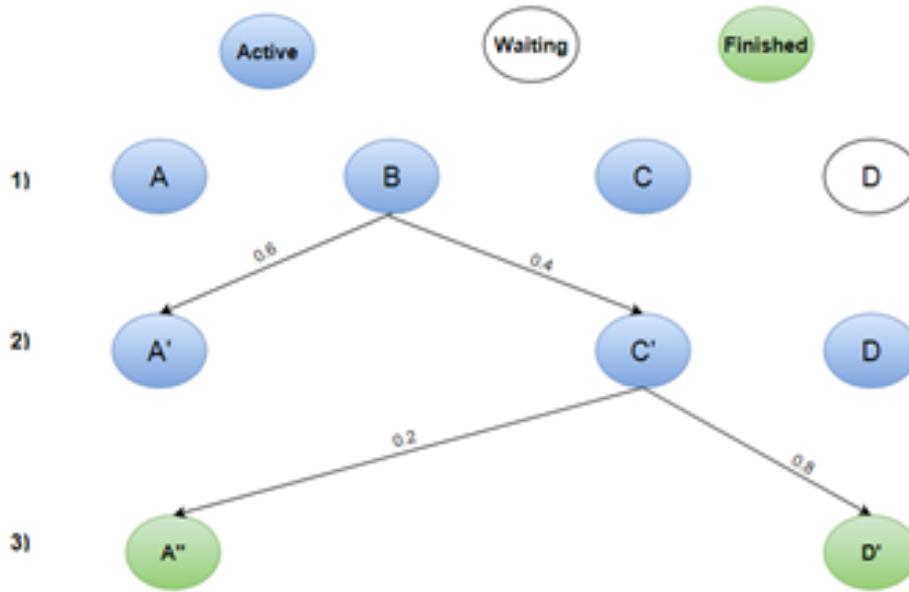 Active Waiting Finished
1) A B C D
0.6 0.4
2) A' C' D
0.2 0.8
3) A'' D'